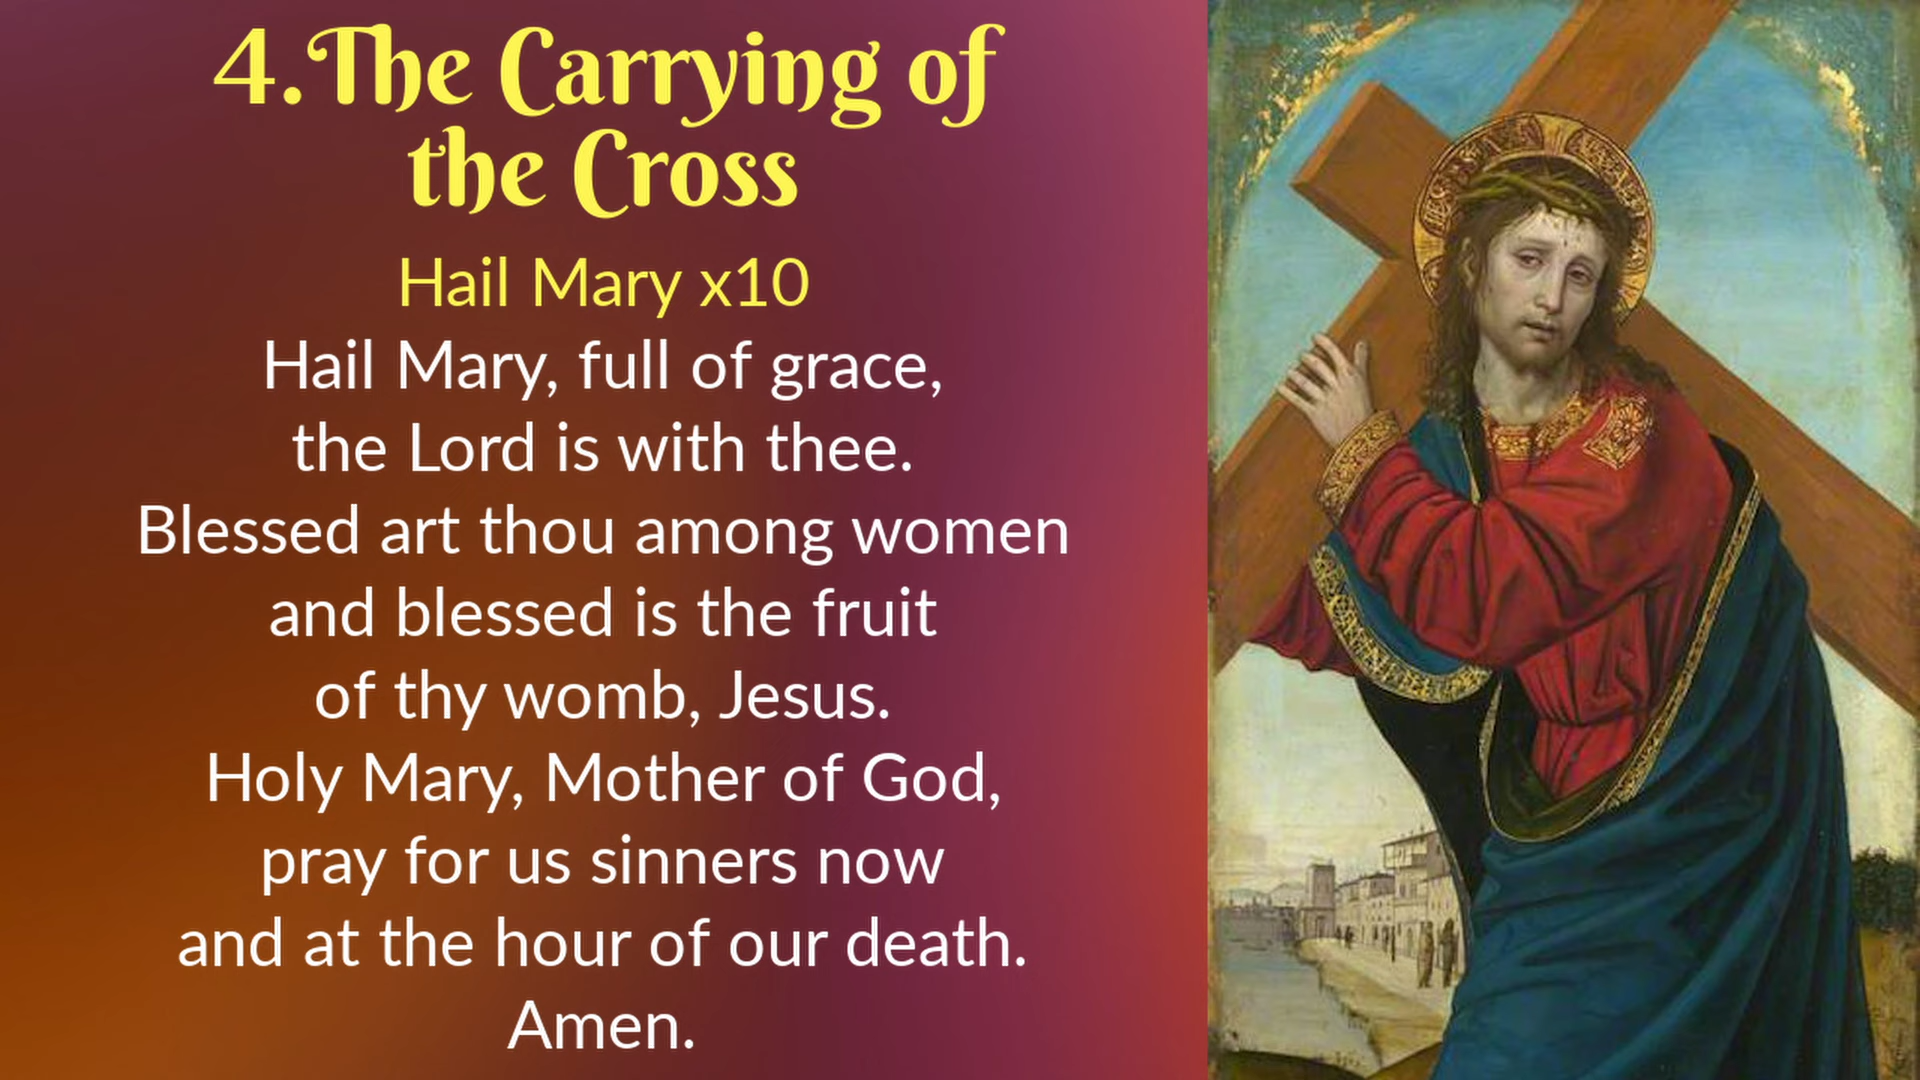 4.The Carrying of
the Cross
Hail Mary x10
Hail Mary, full of grace,
the Lord is with thee.
Blessed art thou among women
and blessed is the fruit
of thy womb, Jesus.
Holy Mary, Mother of God,
pray for us sinners now
and at the hour of our death.
Amen.